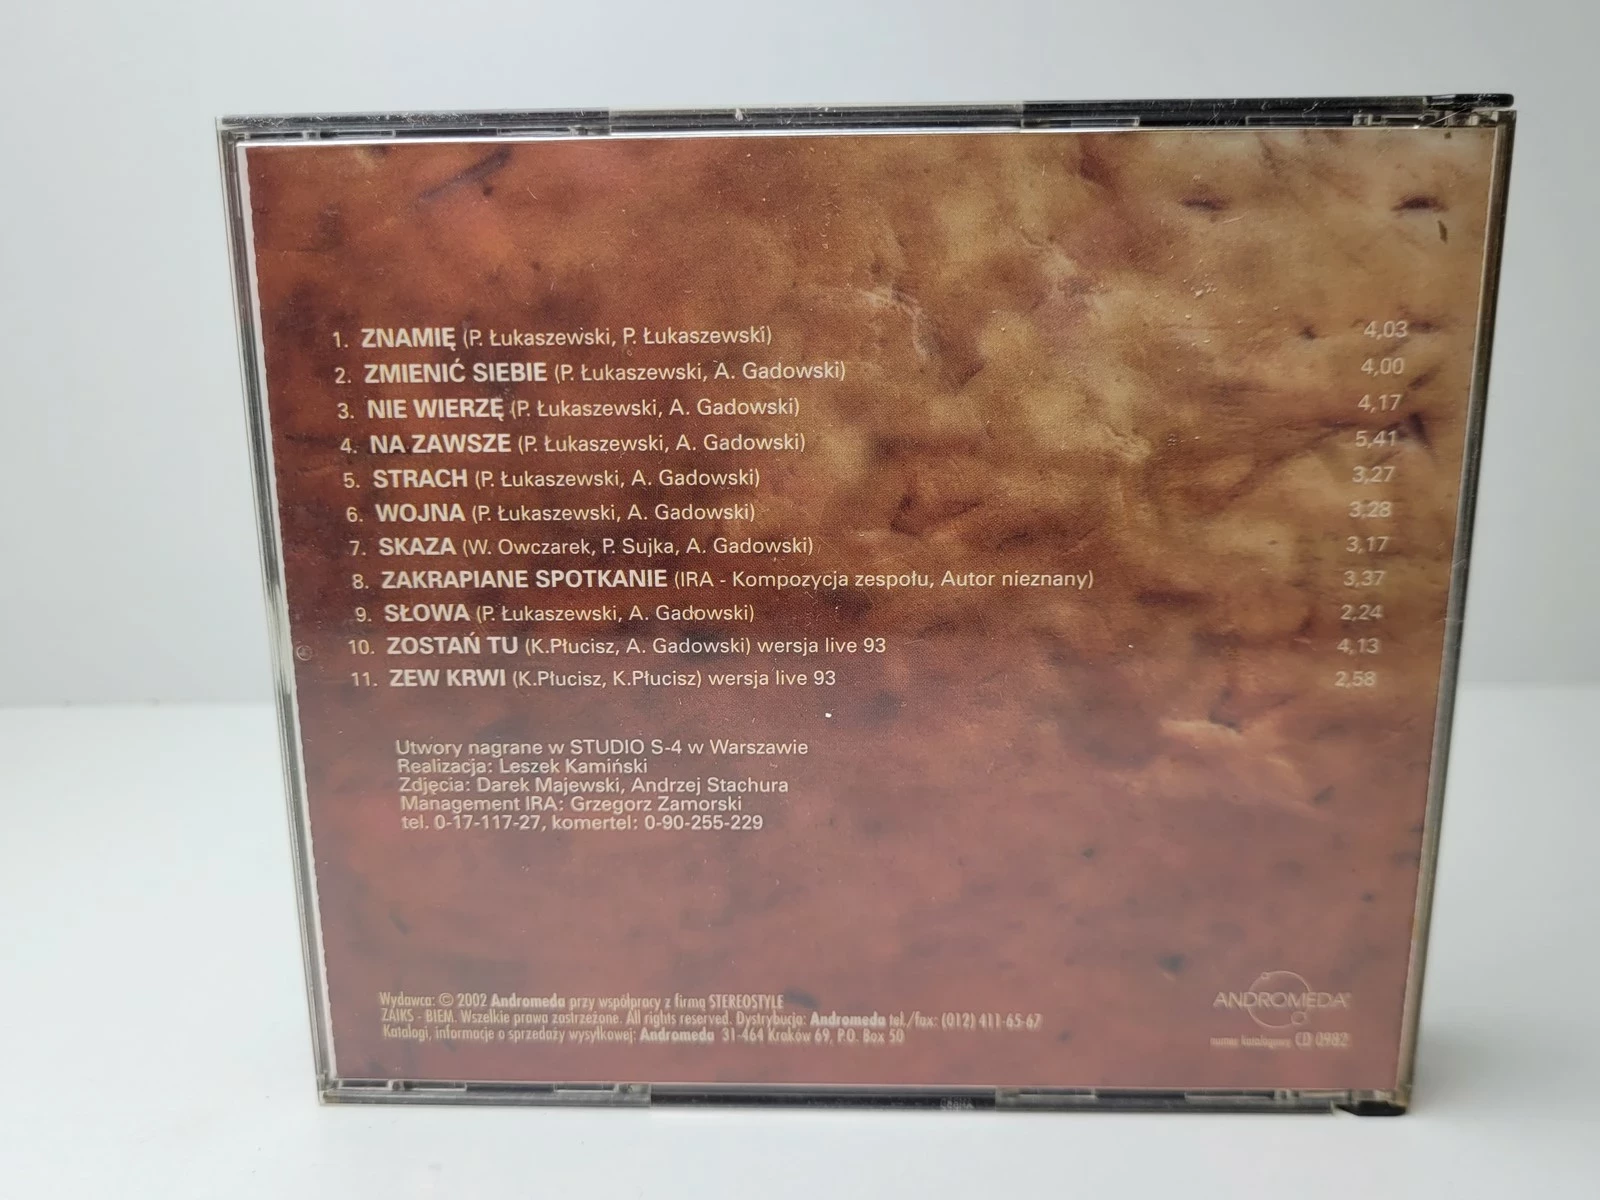 1. ZNAMIĘ (P. Łukaszewski, P. Łukaszewski) 4,03
2. ZMIENIĆ SIEBIE (P. Łukaszewski, A. Gadowski) 4,00
3. NIE WIERZĘ (P. Łukaszewski, A. Gadowski) 4,17
4. NA ZAWSZE (P. Łukaszewski, A. Gadowski) 5,41
5. STRACH (P. Łukaszewski, A. Gadowski) 3,27
6. WOJNA (P. Łukaszewski, A. Gadowski) 3,28
7. SKAZA (W. Owczarek, P. Sujka, A. Gadowski) 3,17
8. ZAKRAPIANE SPOTKANIE (IRA - Kompozycja zespołu, Autor nieznany) 3,37
9. SŁOWA (P. Łukaszewski, A. Gadowski) 2,24
10. ZOSTAŃ TU (K.Płucisz, A. Gadowski) wersja live 93 4,13
11. ZEW KRWI (K.Płucisz, K.Płucisz) wersja live 93 2,58
Utwory nagrane w STUDIO S-4 w Warszawie
Realizacja: Leszek Kamiński
Zdjęcia: Darek Majewski, Andrzej Stachura
Management IRA: Grzegorz Zamorski
tel. 0-17-117-27, komertel: 0-90-255-229
Wydawca: © 2002 Andromeda przy współpracy z firmą STEREOSTYLE
ZAIKS - BIEM. Wszelkie prawa zastrzeżone. All rights reserved. Dystrybucja: Andromeda tel./fax: (012) 411-65-67
Katalogi, informacje o sprzedaży wysyłkowej: Andromeda 31-464 Kraków 69, P.O. Box 50
ANDROMEDA
numer katalogowy CD 0982